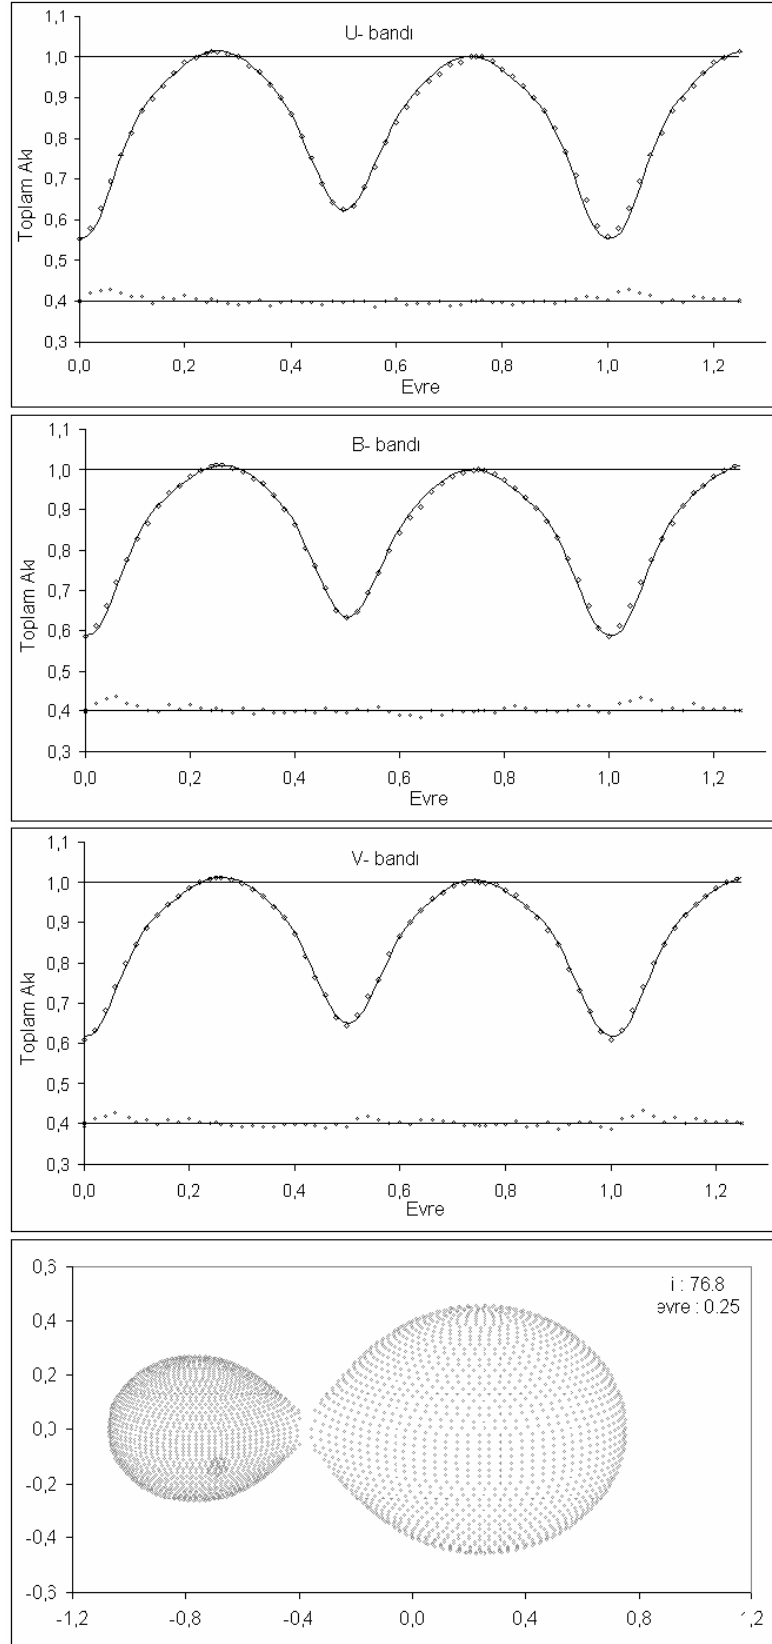 U- bandı
1,1
1,0
0,9
0,8
0,7
0,6
0,5
0,4
0,3
Toplam Akı
0,0 0,2 0,4 0,6 0,8 1,0 1,2
Evre
B- bandı
1,1
1,0
0,9
0,8
0,7
0,6
0,5
0,4
0,3
Toplam Akı
0,0 0,2 0,4 0,6 0,8 1,0 1,2
Evre
V- bandı
1,1
1,0
0,9
0,8
0,7
0,6
0,5
0,4
0,3
Toplam Akı
0,0 0,2 0,4 0,6 0,8 1,0 1,2
Evre
i : 76.8
evre : 0.25
0,6
0,4
0,2
0,0
-0,2
-0,4
-0,6
-1,2 -0,8 -0,4 0,0 0,4 0,8 1,2